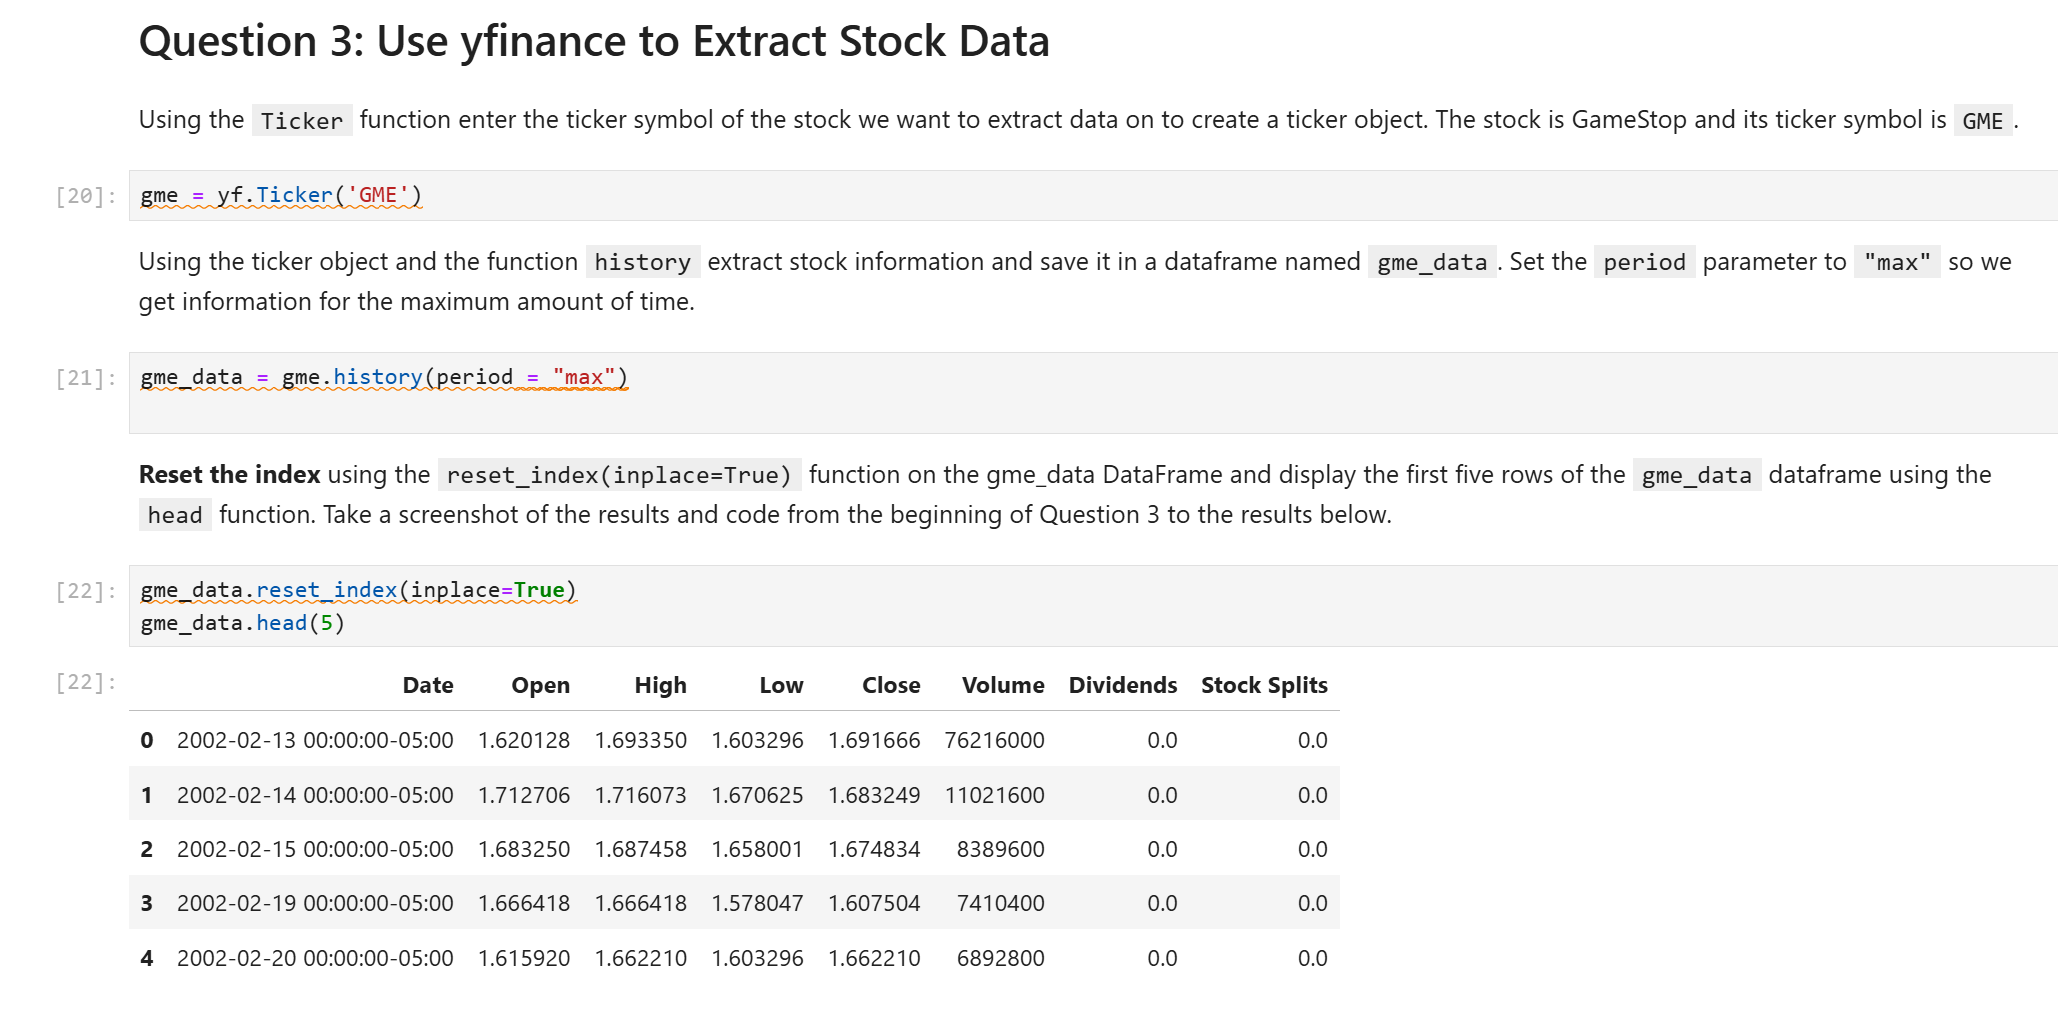 Question 3: Use yfinance to Extract Stock Data
Using the Ticker function enter the ticker symbol of the stock we want to extract data on to create a ticker object. The stock is GameStop and its ticker symbol is GME .
[20]: gme = yf.Ticker('GME')
Using the ticker object and the function history extract stock information and save it in a dataframe named gme_data . Set the period parameter to "max" so we
get information for the maximum amount of time.
[21]: gme_data = gme.history(period = "max")
Reset the index using the reset_index(inplace=True) function on the gme_data DataFrame and display the first five rows of the gme_data dataframe using the
head function. Take a screenshot of the results and code from the beginning of Question 3 to the results below.
[22]: gme_data.reset_index(inplace=True)
gme_data.head(5)
[22]: Date Open High Low Close Volume Dividends Stock Splits
0 2002-02-13 00:00:00-05:00 1.620128 1.693350 1.603296 1.691666 76216000 0.0 0.0
1 2002-02-14 00:00:00-05:00 1.712706 1.716073 1.670625 1.683249 11021600 0.0 0.0
2 2002-02-15 00:00:00-05:00 1.683250 1.687458 1.658001 1.674834 8389600 0.0 0.0
3 2002-02-19 00:00:00-05:00 1.666418 1.666418 1.578047 1.607504 7410400 0.0 0.0
4 2002-02-20 00:00:00-05:00 1.615920 1.662210 1.603296 1.662210 6892800 0.0 0.0